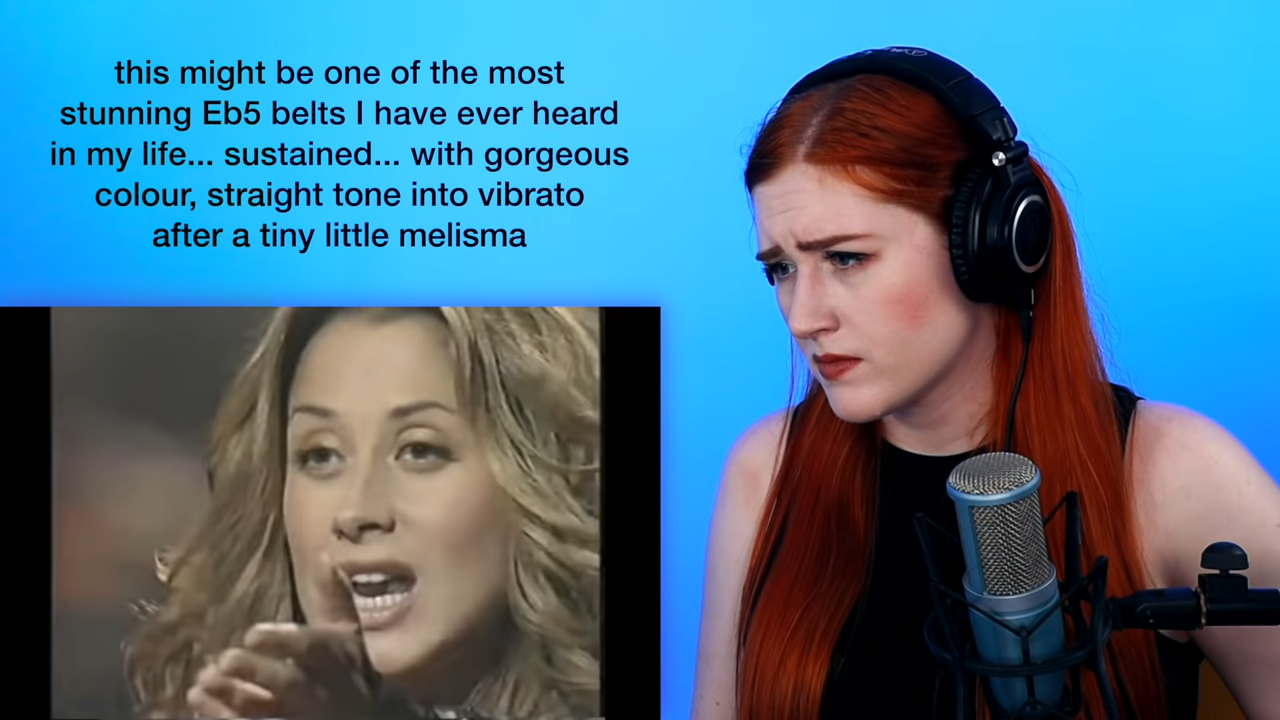 this might be one of the most
stunning Eb5 belts I have ever heard
in my life... sustained... with gorgeous
colour, straight tone into vibrato
after a tiny little melisma